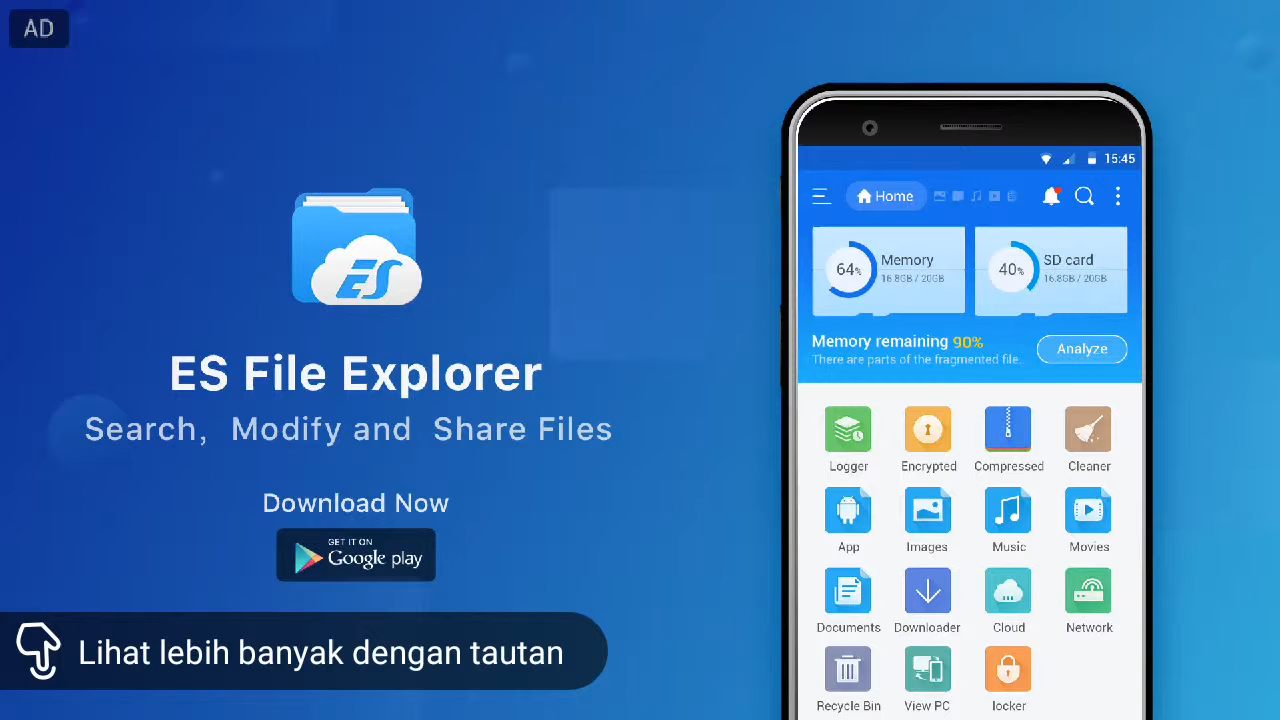 AD
ES
ES File Explorer
Search, Modify and Share Files
Download Now
GET IT ON
Google play
Lihat lebih banyak dengan tautan
15:45
Home
64% Memory
16.8GB / 20GB
40% SD card
16.8GB / 20GB
Memory remaining 90%
There are parts of the fragmented file.
Analyze
Logger Encrypted Compressed Cleaner
App Images Music Movies
Documents Downloader Cloud Network
Recycle Bin View PC locker